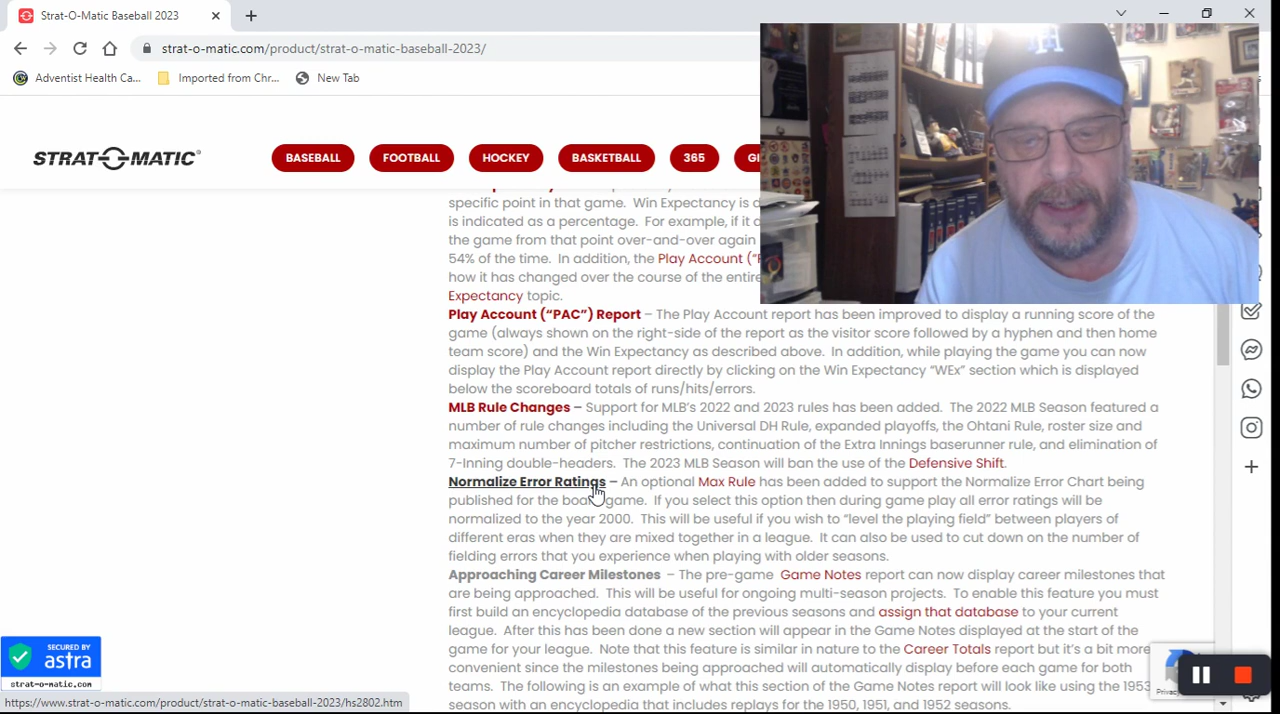 Strat-O-Matic Baseball 2023
strat-o-matic.com/product/strat-o-matic-baseball-2023/
Adventist Health Ca...
Imported from Chr...
New Tab
STRAT-O-MATIC®
BASEBALL
FOOTBALL
HOCKEY
BASKETBALL
365
specific point in that game. Win Expectancy is d
is indicated as a percentage. For example, if it a
the game from that point over-and-over again
54% of the time. In addition, the Play Account ("P
how it has changed over the course of the entire
Expectancy topic.
Play Account (“PAC”) Report – The Play Account report has been improved to display a running score of the
game (always shown on the right-side of the report as the visitor score followed by a hyphen and then home
team score) and the Win Expectancy as described above. In addition, while playing the game you can now
display the Play Account report directly by clicking on the Win Expectancy “WEx” section which is displayed
below the scoreboard totals of runs/hits/errors.
MLB Rule Changes – Support for MLB’s 2022 and 2023 rules has been added. The 2022 MLB Season featured a
number of rule changes including the Universal DH Rule, expanded playoffs, the Ohtani Rule, roster size and
maximum number of pitcher restrictions, continuation of the Extra Innings baserunner rule, and elimination of
7-Inning double-headers. The 2023 MLB Season will ban the use of the Defensive Shift.
Normalize Error Ratings – An optional Max Rule has been added to support the Normalize Error Chart being
published for the board game. If you select this option then during game play all error ratings will be
normalized to the year 2000. This will be useful if you wish to “level the playing field” between players of
different eras when they are mixed together in a league. It can also be used to cut down on the number of
fielding errors that you experience when playing with older seasons.
Approaching Career Milestones – The pre-game Game Notes report can now display career milestones that
are being approached. This will be useful for ongoing multi-season projects. To enable this feature you must
first build an encyclopedia database of the previous seasons and assign that database to your current
league. After this has been done a new section will appear in the Game Notes displayed at the start of the
game for your league. Note that this feature is similar in nature to the Career Totals report but it’s a bit more
convenient since the milestones being approached will automatically display before each game for both
teams. The following is an example of what this section of the Game Notes report will look like using the 1953
season with an encyclopedia that includes replays for the 1950, 1951, and 1952 seasons.
SECURED BY
astra
strat-o-matic.com
https://www.strat-o-matic.com/product/strat-o-matic-baseball-2023/hs2802.htm